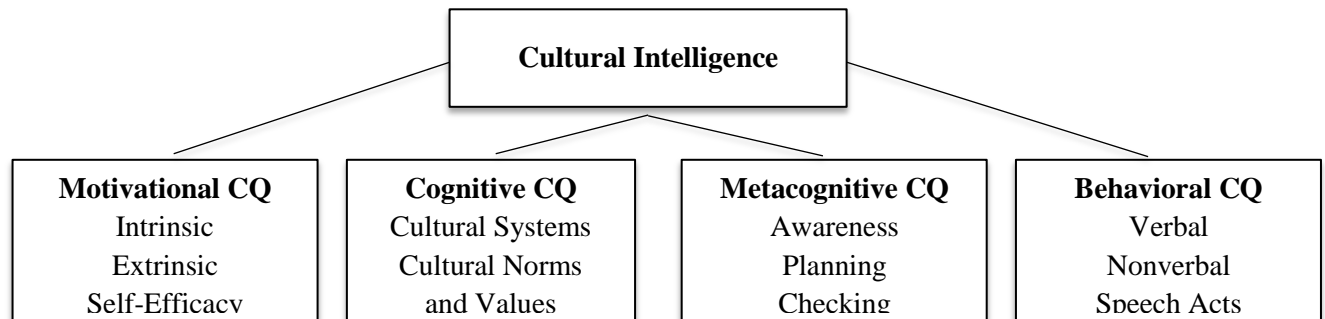 Cultural Intelligence
Motivational CQ
Intrinsic
Extrinsic
Self-Efficacy
Cognitive CQ
Cultural Systems
Cultural Norms
and Values
Metacognitive CQ
Awareness
Planning
Checking
Behavioral CQ
Verbal
Nonverbal
Speech Acts